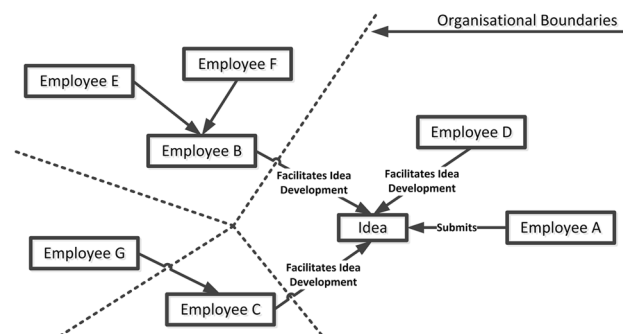 Organisational Boundaries
Employee F
Employee E
Employee D
Employee B
Facilitates Idea
Development
Facilitates Idea
Development
Idea
Submits
Employee A
Employee G
Facilitates Idea
Development
Employee C